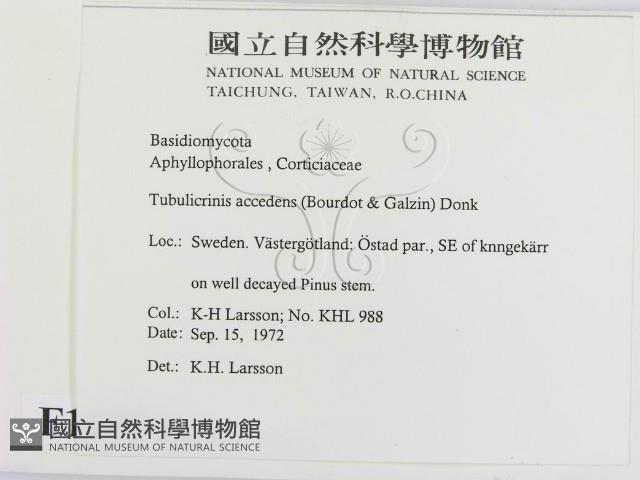 國立自然科學博物館
NATIONAL MUSEUM OF NATURAL SCIENCE
TAICHUNG, TAIWAN, R.O.CHINA
Basidiomycota
Aphyllophorales , Corticiaceae
Tubulicrinis accedens (Bourdot & Galzin) Donk
Loc.: Sweden. Västergötland: Östad par., SE of knngekärr
on well decayed Pinus stem.
Col.: K-H Larsson; No. KHL 988
Date: Sep. 15, 1972
Det.: K.H. Larsson
國立自然科學博物館
NATIONAL MUSEUM OF NATURAL SCIENCE